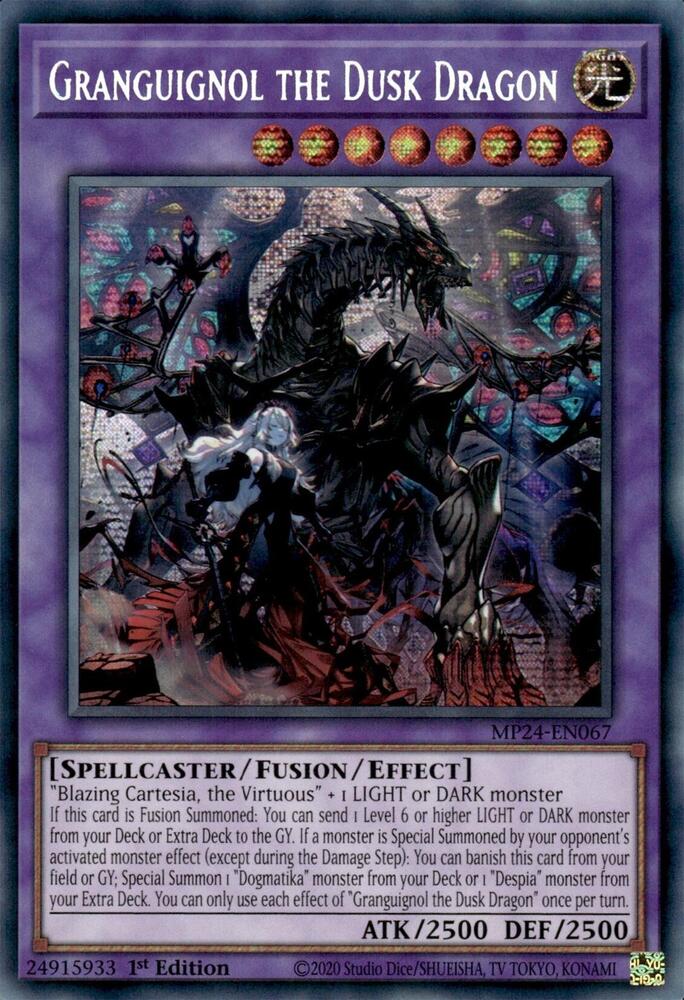 Granguignol the Dusk Dragon
LIGHT
光
MP24-EN067
[Spellcaster/Fusion/Effect]
"Blazing Cartesia, the Virtuous" + 1 LIGHT or DARK monster
If this card is Fusion Summoned: You can send 1 Level 6 or higher LIGHT or DARK monster
from your Deck or Extra Deck to the GY. If a monster is Special Summoned by your opponent's
activated monster effect (except during the Damage Step): You can banish this card from your
field or GY; Special Summon 1 "Dogmatika" monster from your Deck or 1 "Despia" monster from
your Extra Deck. You can only use each effect of "Granguignol the Dusk Dragon" once per turn.
ATK/2500 DEF/2500
24915933 1st Edition ©2020 Studio Dice/SHUEISHA, TV TOKYO, KONAMI